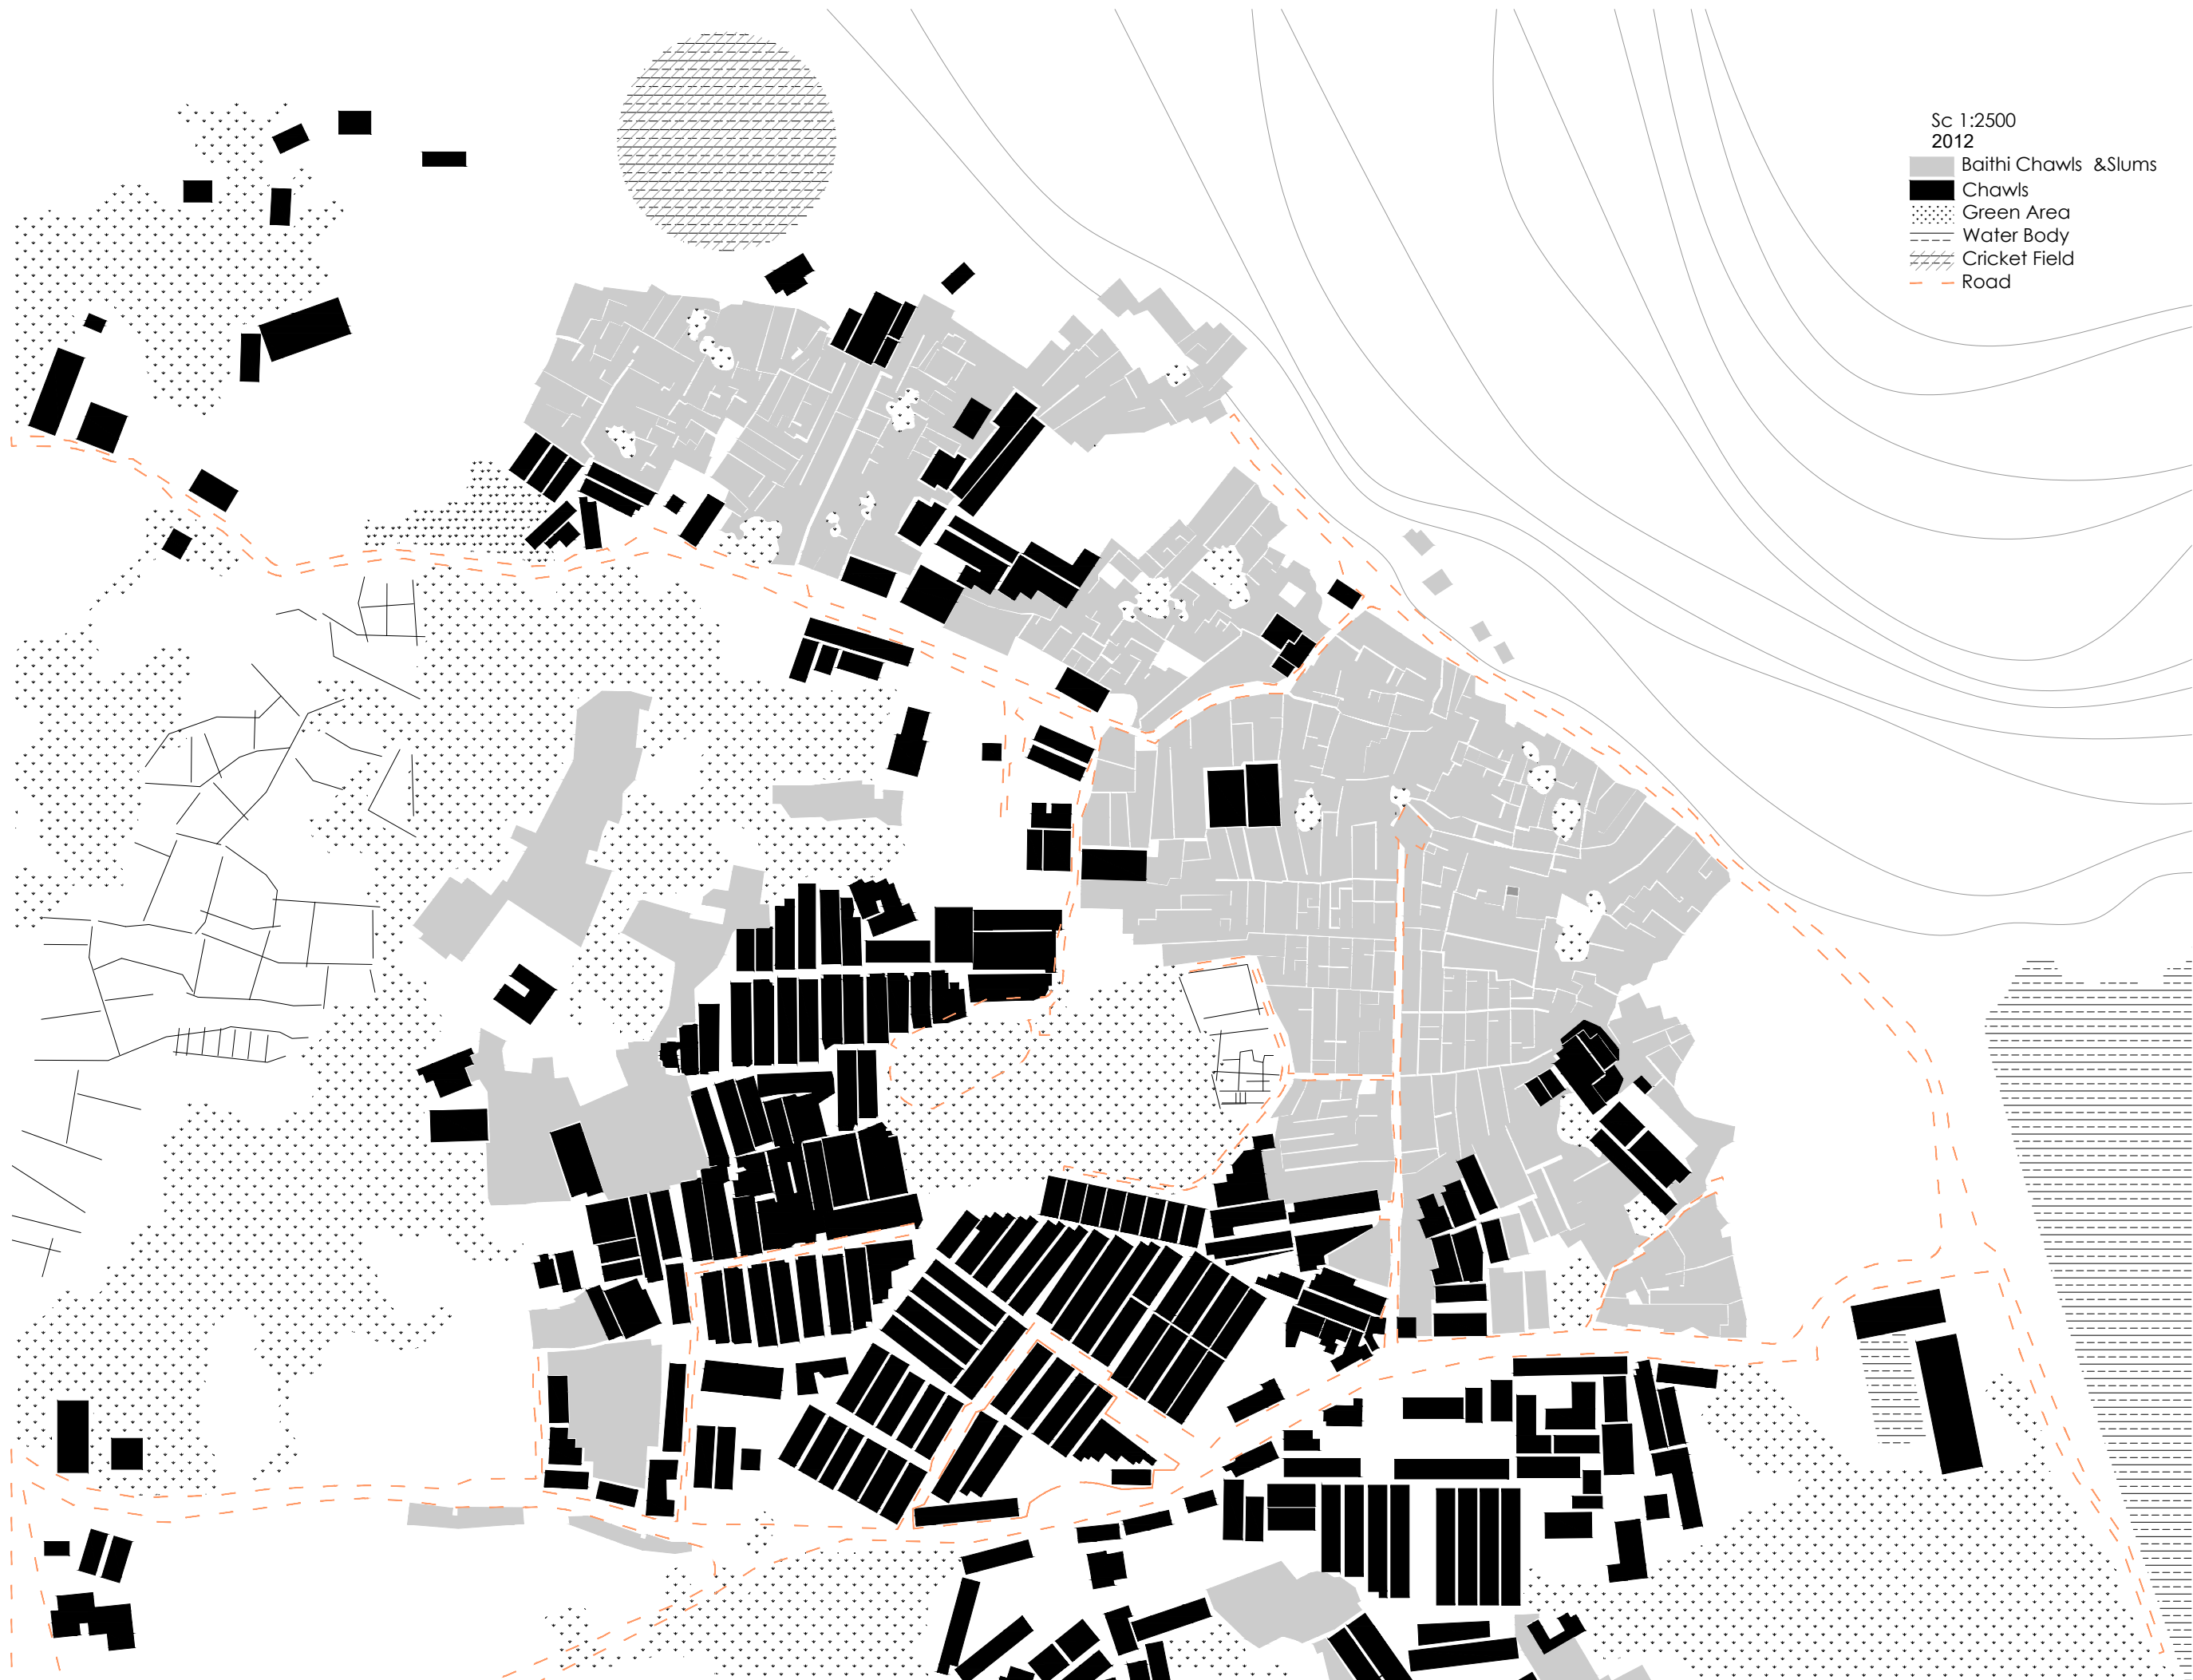 Sc 1:2500
2012
Baithi Chawls &Slums
Chawls
Green Area
Water Body
Cricket Field
Road